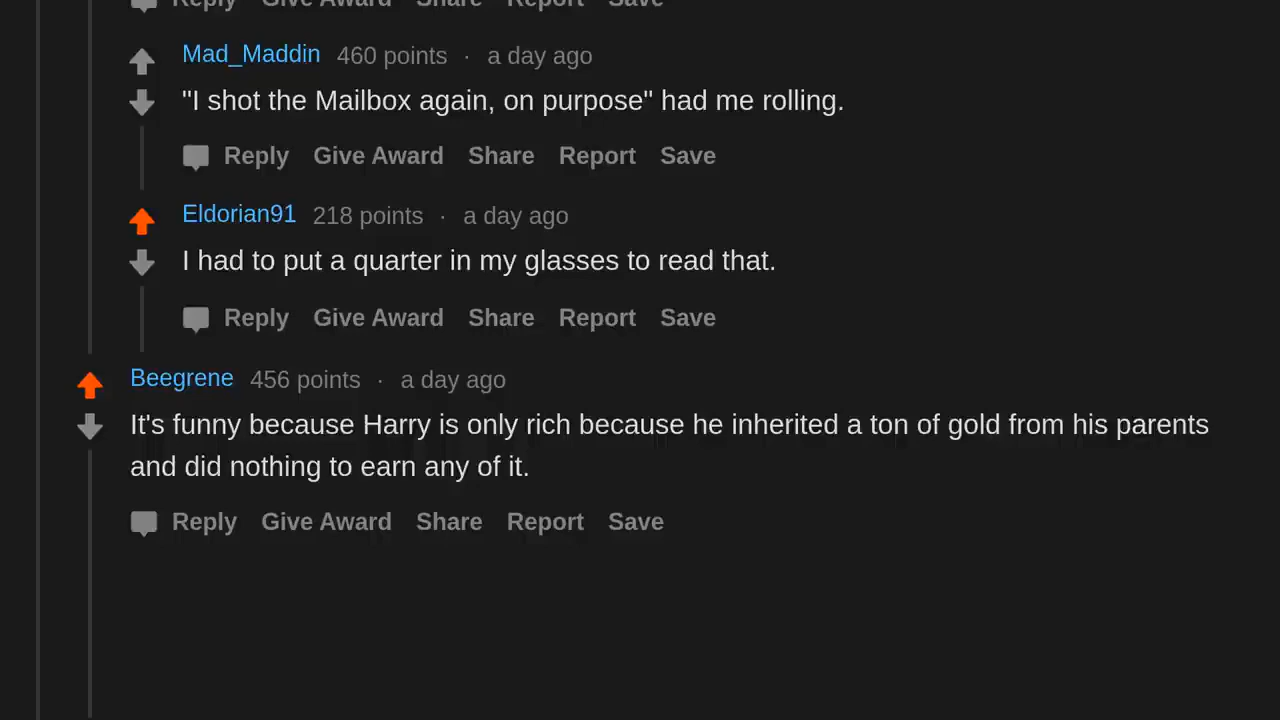 Reply Give Award Share Report Save
Mad_Maddin 460 points · a day ago
"I shot the Mailbox again, on purpose" had me rolling.
Reply Give Award Share Report Save
Eldorian91 218 points · a day ago
I had to put a quarter in my glasses to read that.
Reply Give Award Share Report Save
Beegrene 456 points · a day ago
It's funny because Harry is only rich because he inherited a ton of gold from his parents
and did nothing to earn any of it.
Reply Give Award Share Report Save